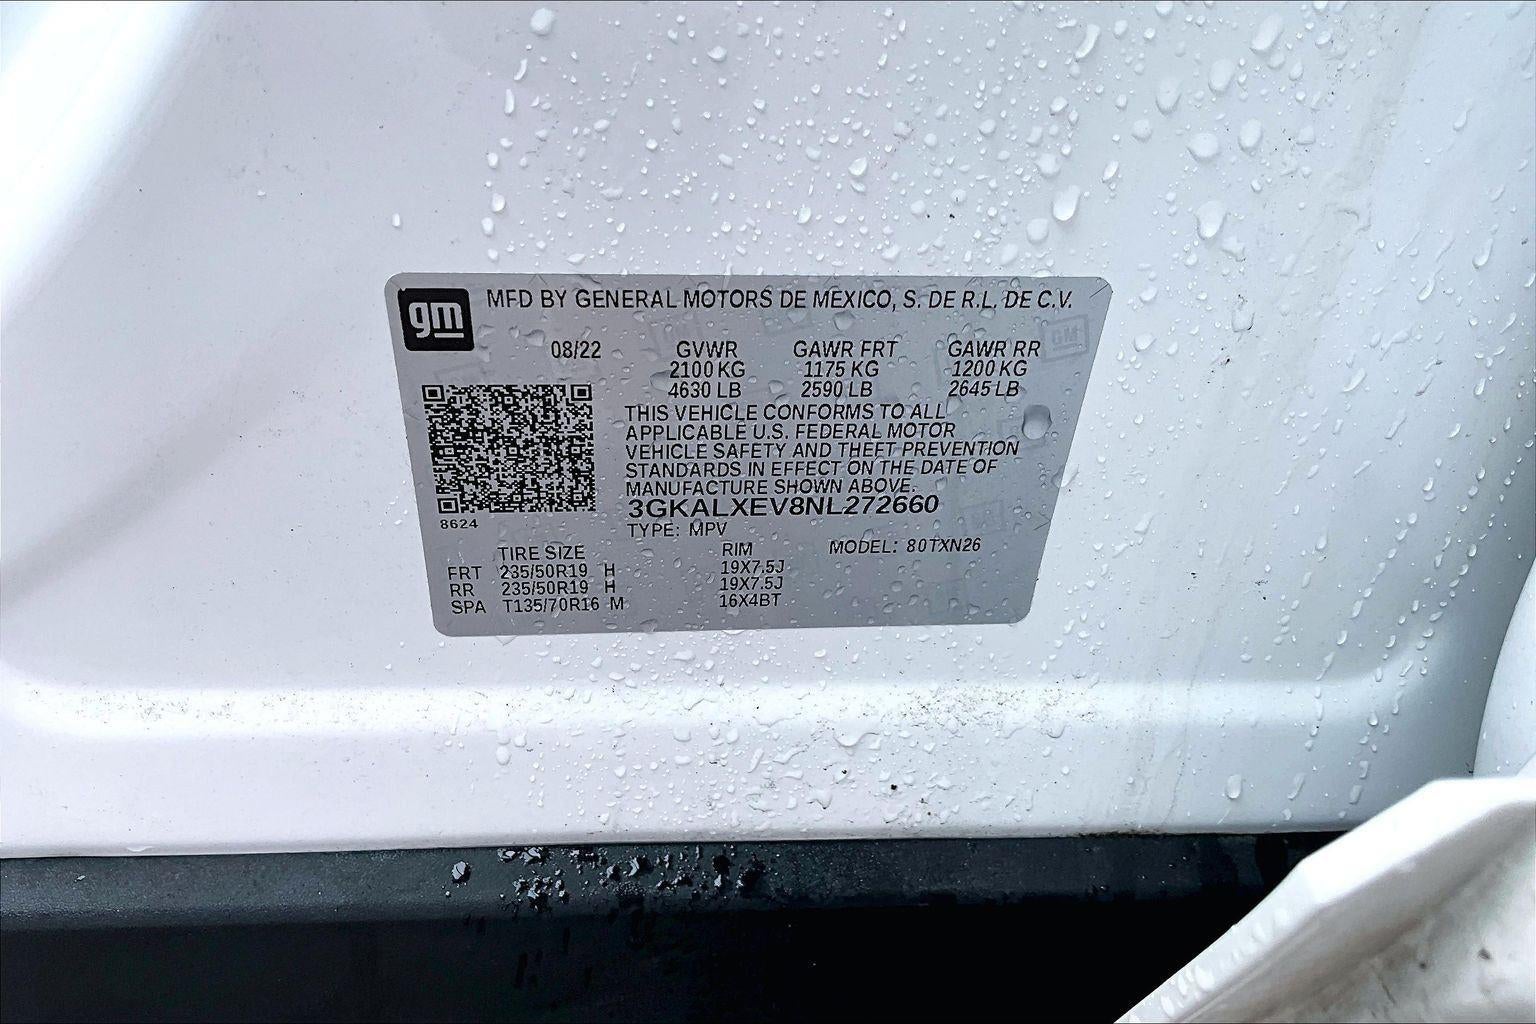 gm MFD BY GENERAL MOTORS DE MEXICO, S. DE R.L. DE C.V.
08/22 GVWR GAWR FRT GAWR RR
2100 KG 1175 KG 1200 KG
4630 LB 2590 LB 2645 LB
THIS VEHICLE CONFORMS TO ALL
APPLICABLE U.S. FEDERAL MOTOR
VEHICLE SAFETY AND THEFT PREVENTION
STANDARDS IN EFFECT ON THE DATE OF
MANUFACTURE SHOWN ABOVE.
3GKALXEV8NL272660
8624
TYPE: MPV
TIRE SIZE RIM MODEL: 80TXN26
FRT 235/50R19 H 19X7.5J
RR 235/50R19 H 19X7.5J
SPA T135/70R16 M 16X4BT
GM